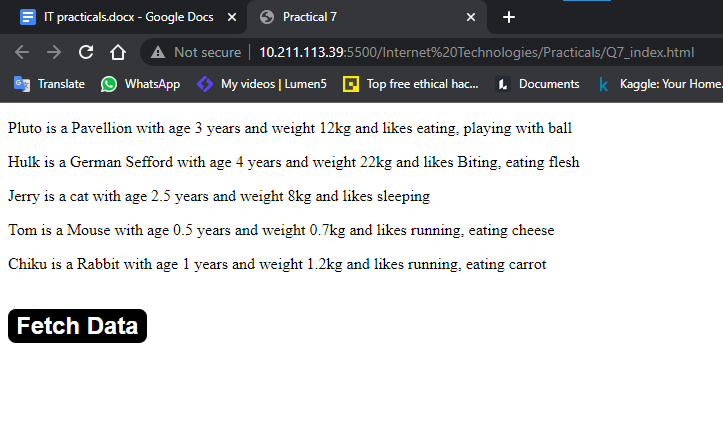 IT practicals.docx - Google Docs
Practical 7
Not secure | 10.211.113.39:5500/Internet%20Technologies/Practicals/Q7_index.html
Translate WhatsApp My videos | Lumen5 Top free ethical hac... Documents Kaggle: Your Home
Pluto is a Pavellion with age 3 years and weight 12kg and likes eating, playing with ball
Hulk is a German Sefford with age 4 years and weight 22kg and likes Biting, eating flesh
Jerry is a cat with age 2.5 years and weight 8kg and likes sleeping
Tom is a Mouse with age 0.5 years and weight 0.7kg and likes running, eating cheese
Chiku is a Rabbit with age 1 years and weight 1.2kg and likes running, eating carrot
Fetch Data